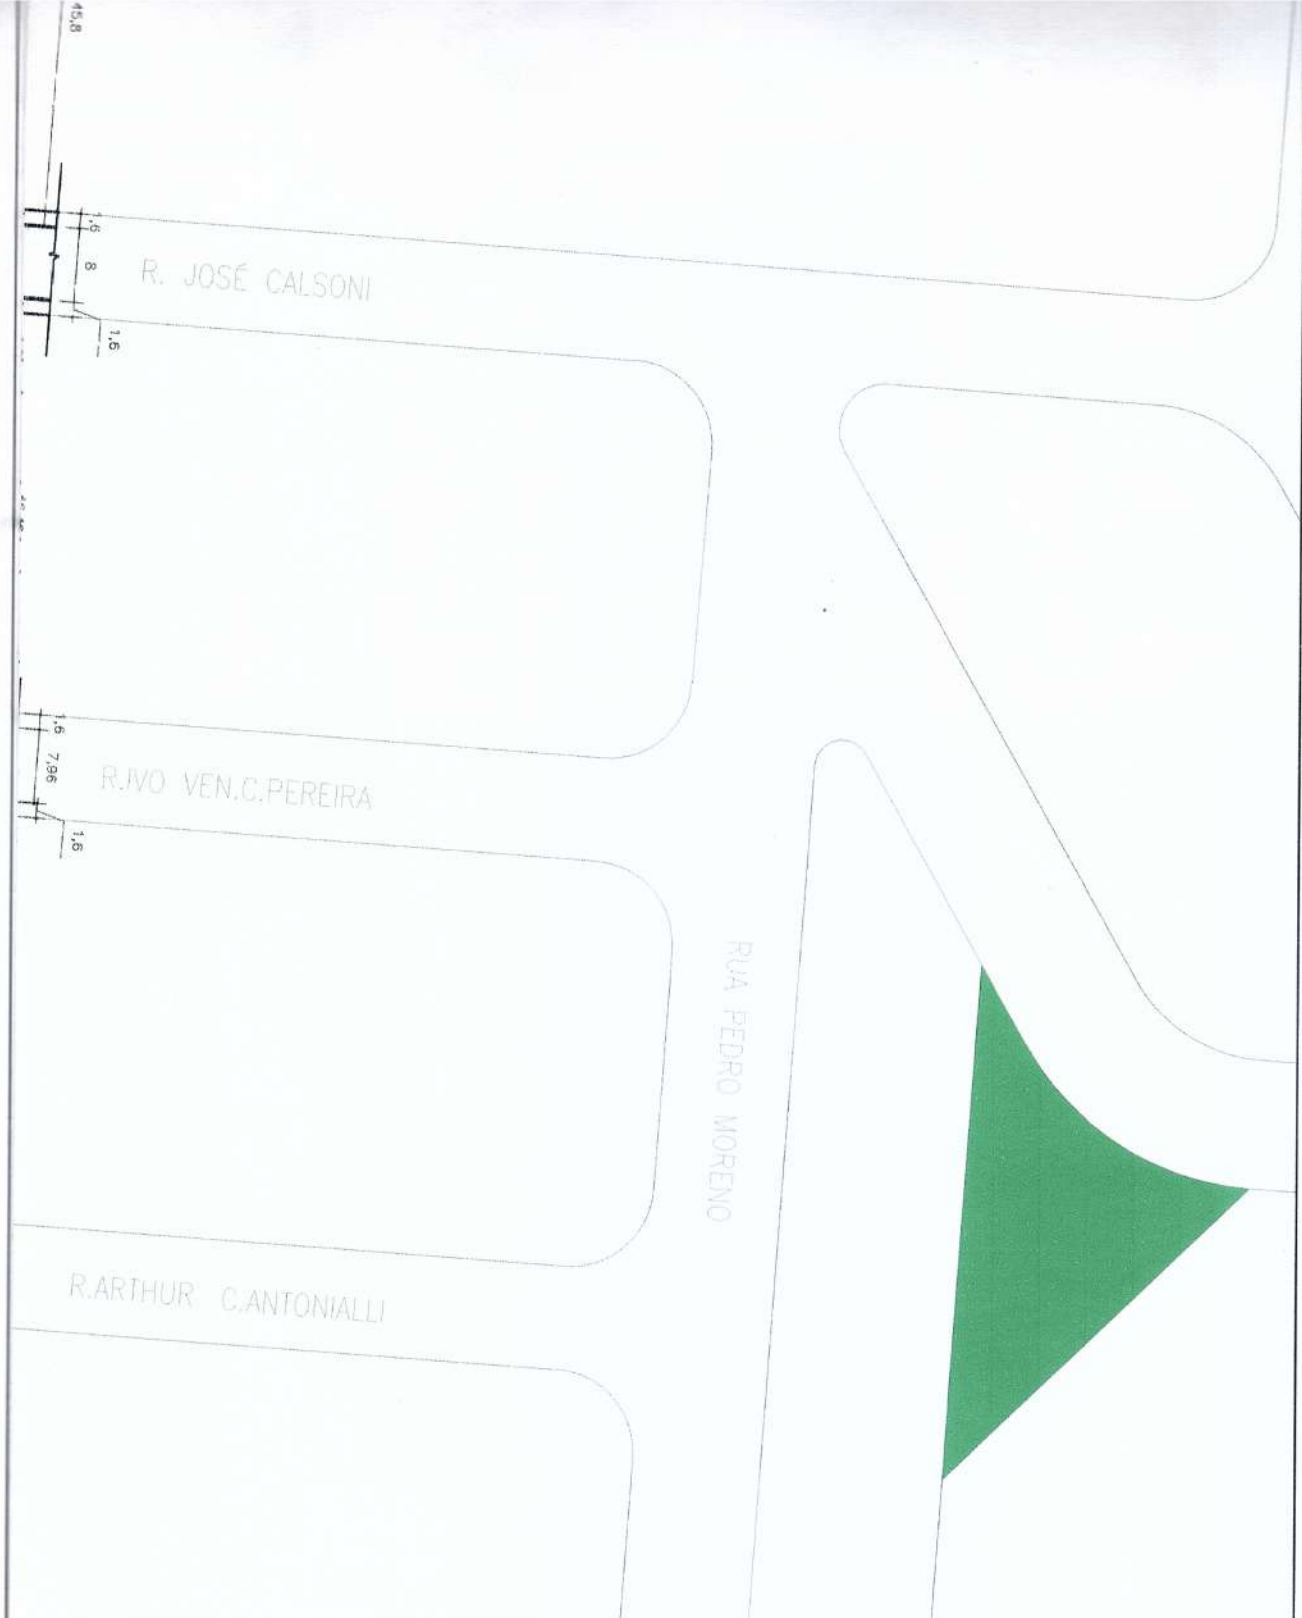 45,8
1,6
8
1,6
R. JOSÉ CALSONI
1,6
7,96
1,6
R.IVO VEN.C.PEREIRA
RUA PEDRO MORENO
R.ARTHUR C.ANTONIALLI